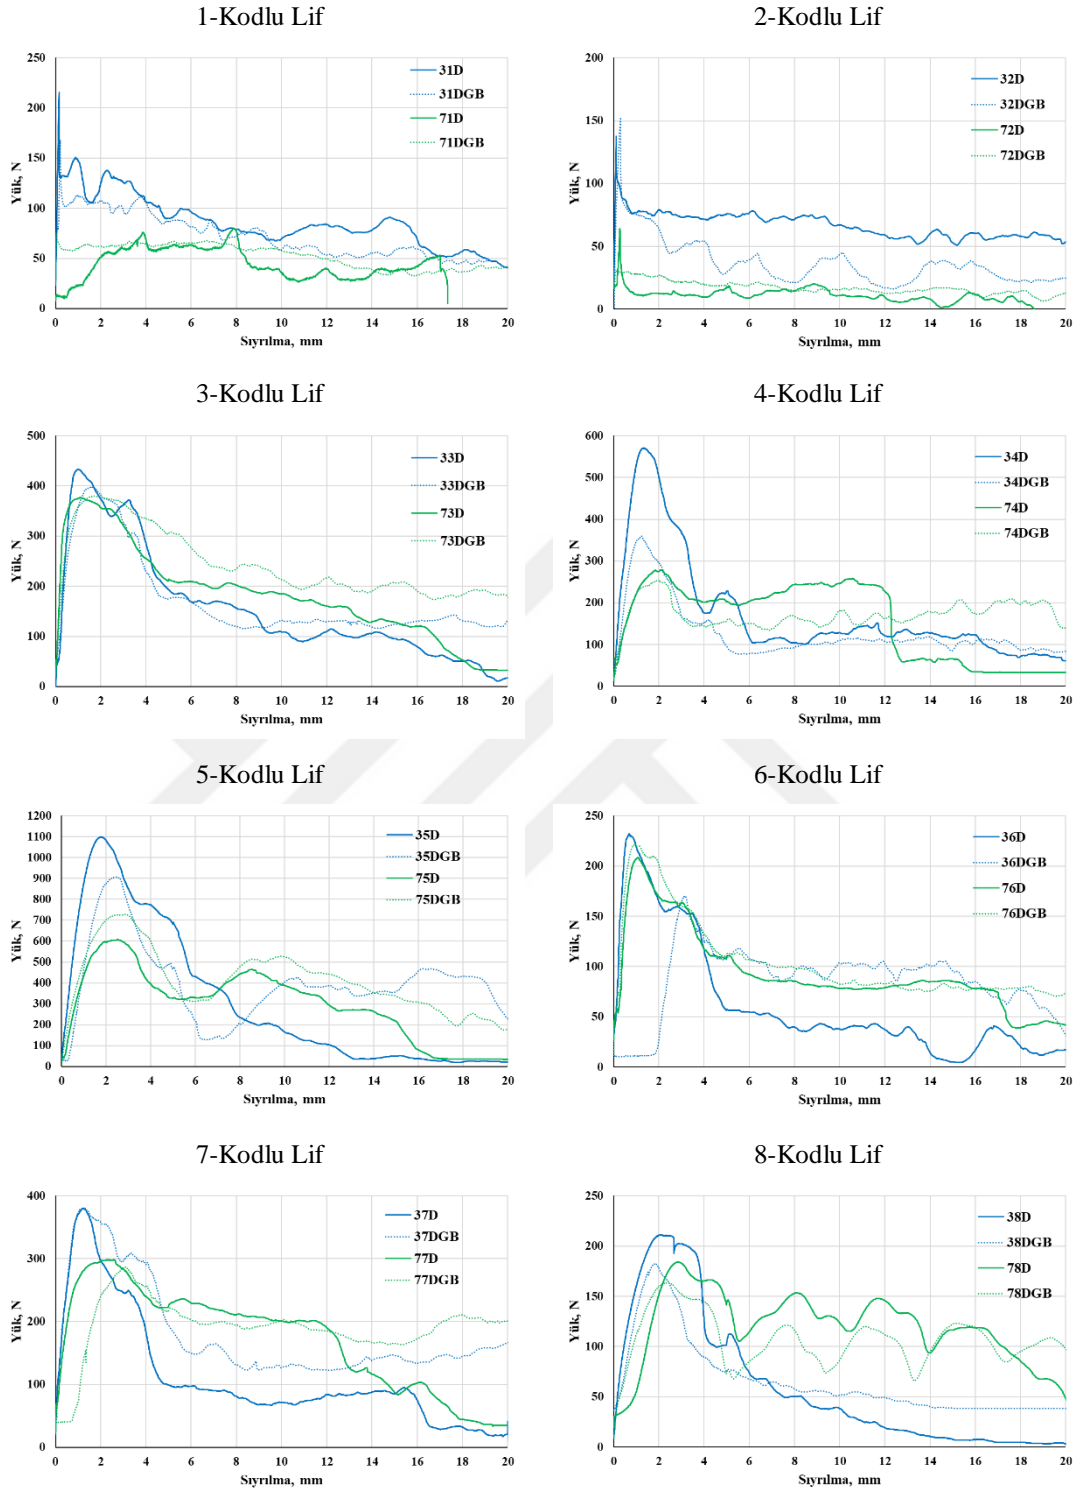 1-Kodlu Lif
2-Kodlu Lif
250
200
150
100
50
0
0 2 4 6 8 10 12 14 16 18 20
Yük, N
Sıyrılma, mm
31D
31DGB
71D
71DGB
200
150
100
50
0
0 2 4 6 8 10 12 14 16 18 20
Yük, N
Sıyrılma, mm
32D
32DGB
72D
72DGB
3-Kodlu Lif
4-Kodlu Lif
500
400
300
200
100
0
0 2 4 6 8 10 12 14 16 18 20
Yük, N
Sıyrılma, mm
33D
33DGB
73D
73DGB
600
500
400
300
200
100
0
0 2 4 6 8 10 12 14 16 18 20
Yük, N
Sıyrılma, mm
34D
34DGB
74D
74DGB
5-Kodlu Lif
6-Kodlu Lif
1200
1100
1000
900
800
700
600
500
400
300
200
100
0
0 2 4 6 8 10 12 14 16 18 20
Yük, N
Sıyrılma, mm
35D
35DGB
75D
75DGB
250
200
150
100
50
0
0 2 4 6 8 10 12 14 16 18 20
Yük, N
Sıyrılma, mm
36D
36DGB
76D
76DGB
7-Kodlu Lif
8-Kodlu Lif
400
300
200
100
0
0 2 4 6 8 10 12 14 16 18 20
Yük, N
Sıyrılma, mm
37D
37DGB
77D
77DGB
250
200
150
100
50
0
0 2 4 6 8 10 12 14 16 18 20
Yük, N
Sıyrılma, mm
38D
38DGB
78D
78DGB